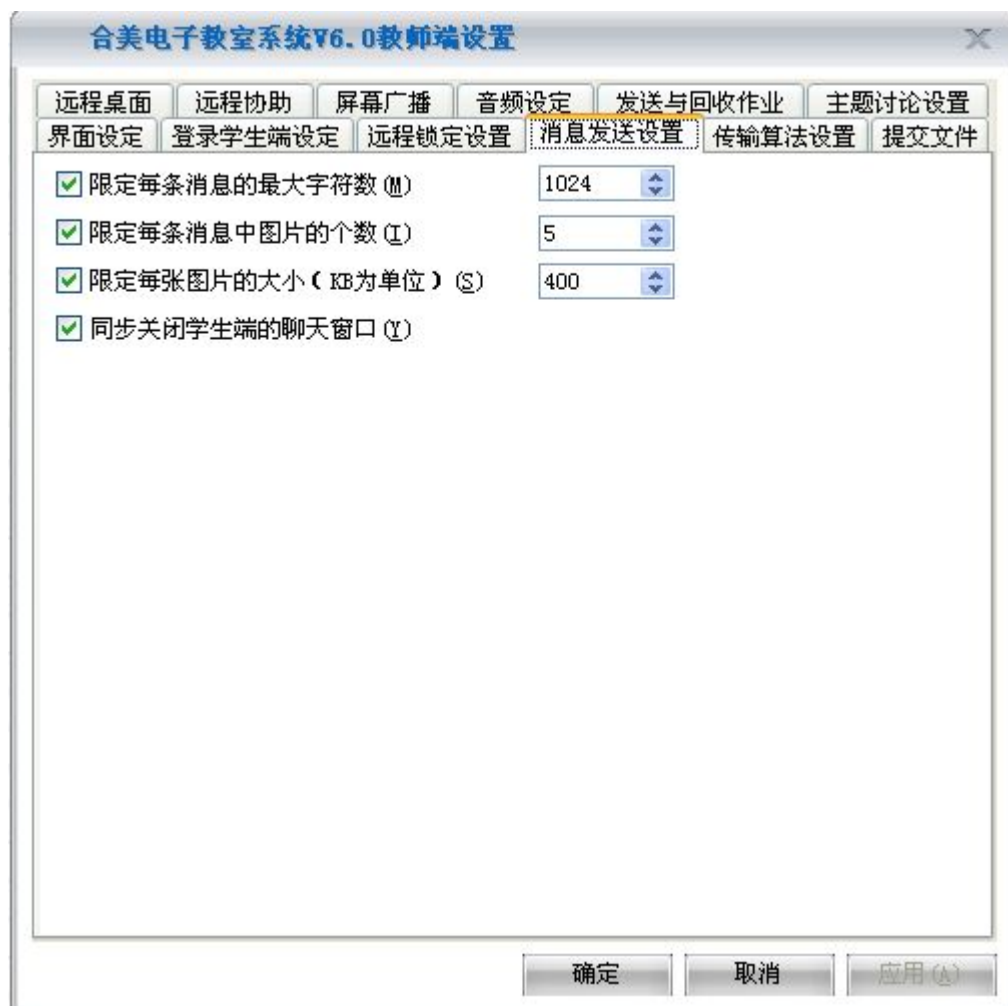 合美电子教室系统V6.0教师端设置
远程桌面 远程协助 屏幕广播 音频设定 发送与回收作业 主题讨论设置
界面设定 登录学生端设定 远程锁定设置 消息发送设置 传输算法设置 提交文件
限定每条消息的最大字符数(M) 1024
限定每条消息中图片的个数(I) 5
限定每张图片的大小(KB为单位)(S) 400
同步关闭学生端的聊天窗口(Y)
确定 取消 应用(A)